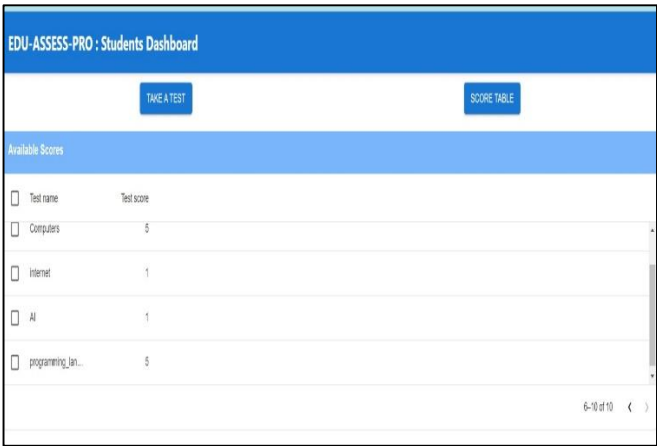 EDU-ASSESS-PRO : Students Dashboard
TAKE A TEST SCORE TABLE
Available Scores
Test name Test score
Computers 5
internet 1
AI 1
programming_lan... 5
6–10 of 10